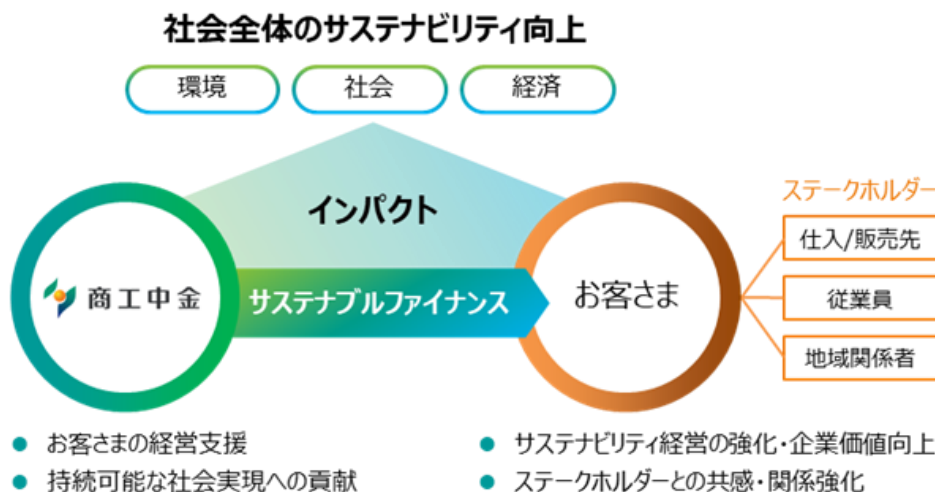 社会全体のサステナビリティ向上
環境
社会
経済
インパクト
商工中金
サステナブルファイナンス
お客さま
ステークホルダー
仕入/販売先
従業員
地域関係者
● お客さまの経営支援
● 持続可能な社会実現への貢献
● サステナビリティ経営の強化・企業価値向上
● ステークホルダーとの共感・関係強化